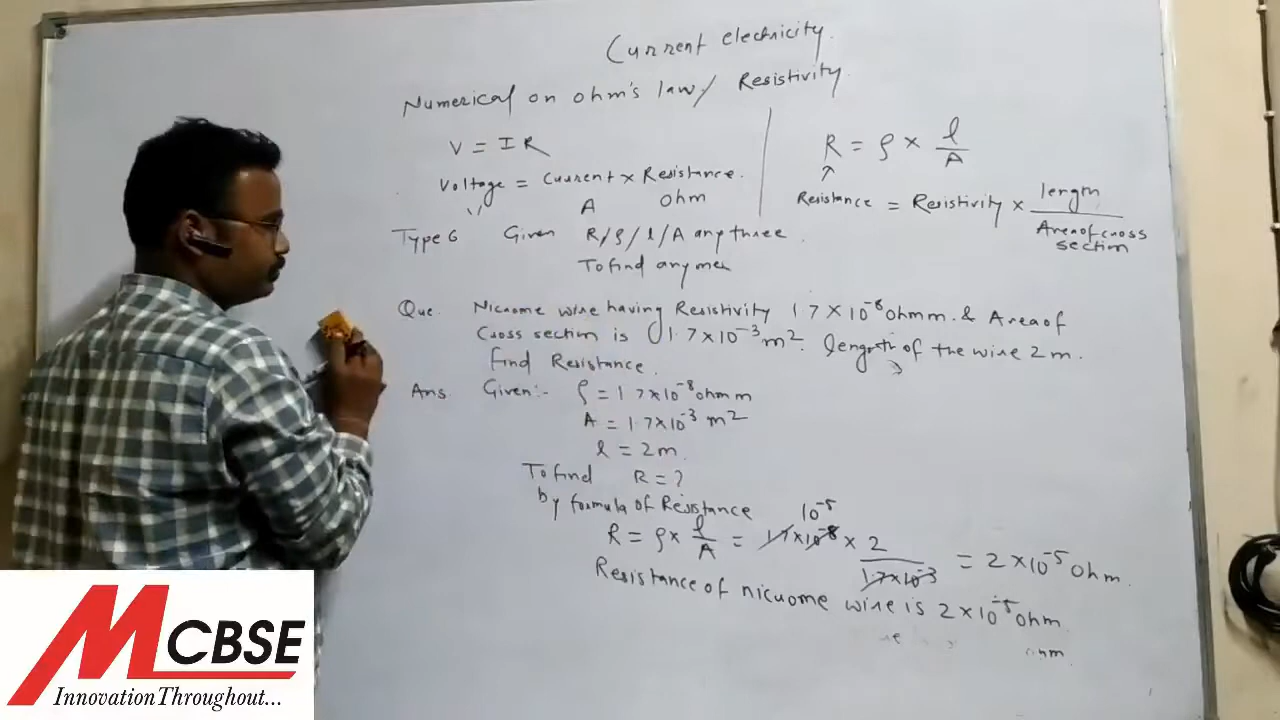 Current electricity.
Numerical on ohm's law/ Resistivity.
V = IR
Voltage = Current × Resistance.
A ohm
R = ρ × l/A
Resistance = Resistivity × length/Area of cross section
Type 6 Given R/ρ/l/A any three
To find any
Que. Nicuome wire having Resistivity 1.7×10⁻⁸ ohm m. & Area of
Cross section is 1.7×10⁻³ m². length of the wire 2m.
find Resistance.
Ans. Given:- ρ = 1.7×10⁻⁸ ohm m
A = 1.7×10⁻³ m²
l = 2m.
To find R = ?
by formula of Resistance
10⁻⁵
R = ρ × l/A = 1.7×10⁻⁸ × 2/1.7×10⁻³ = 2×10⁻⁵ ohm.
Resistance of nicuome wire is 2×10⁻⁵ ohm.
MCBSE
Innovation Throughout...